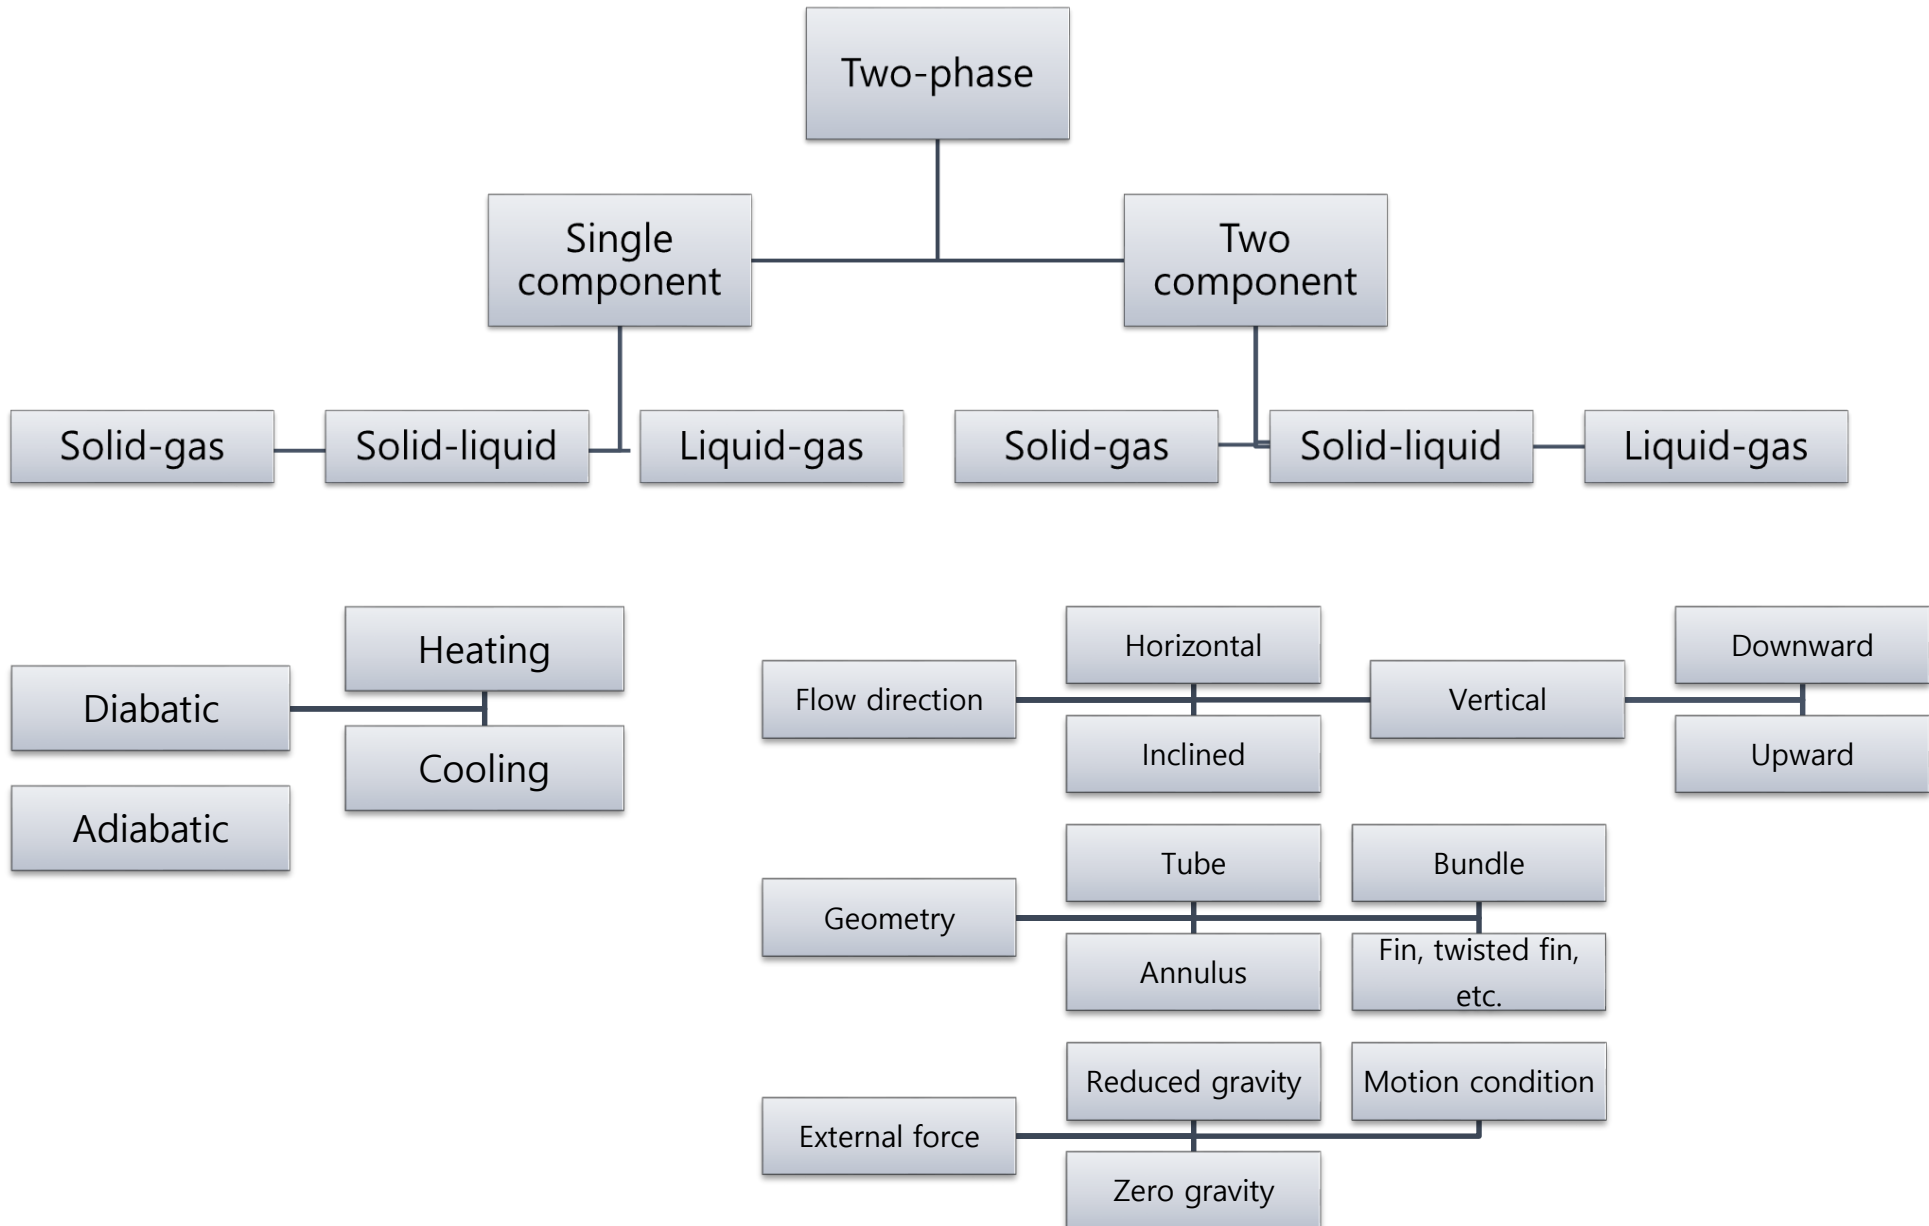 Two-phase
Single
component
Two
component
Solid-gas
Solid-liquid
Liquid-gas
Solid-gas
Solid-liquid
Liquid-gas
Diabatic
Heating
Cooling
Adiabatic
Flow direction
Horizontal
Inclined
Vertical
Downward
Upward
Geometry
Tube
Annulus
Bundle
Fin, twisted fin,
etc.
External force
Reduced gravity
Zero gravity
Motion condition